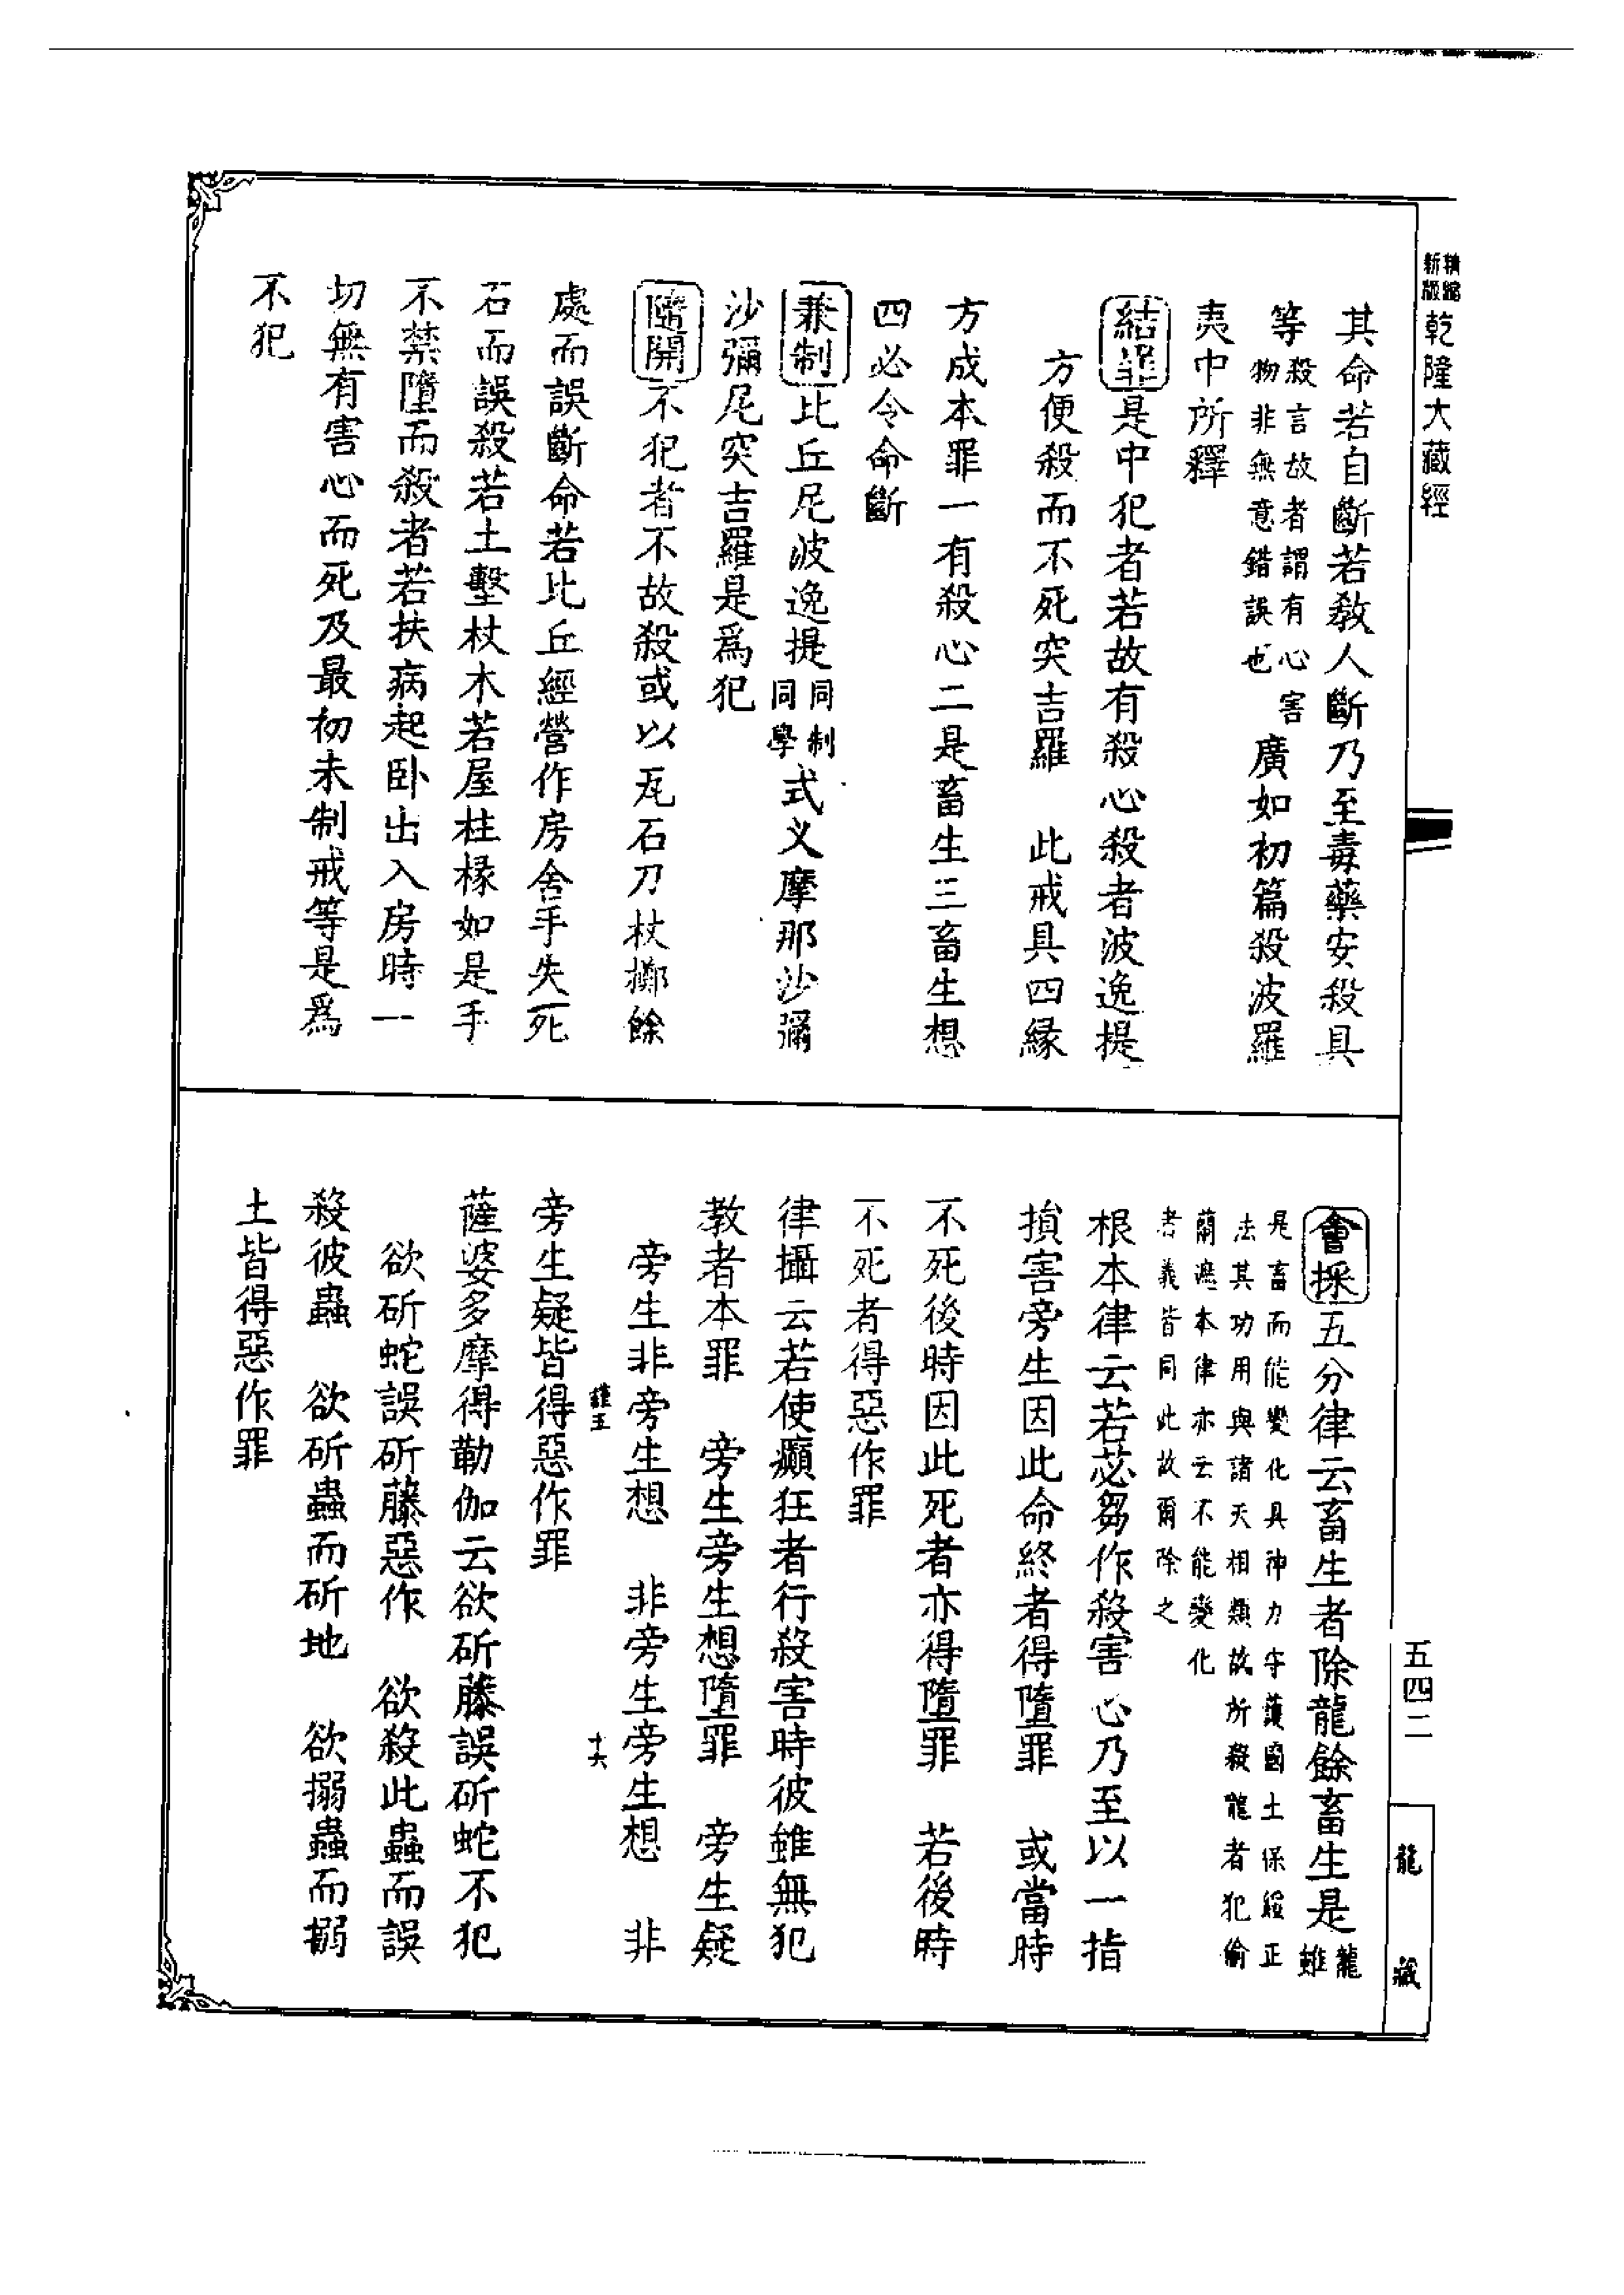 精縮
新版
乾隆大藏經
其命若自斷若教人斷乃至毒藥安殺具
等殺言故者謂有心害物非無意錯誤也廣如初篇殺波羅
夷中所釋
結罪是中犯者若故有殺心殺者波逸提
方便殺而不死突吉羅　此戒具四緣
方成本罪一有殺心二是畜生三畜生想
四必令命斷
兼制比丘尼波逸提同制同學式义摩那沙彌
沙彌尼突吉羅是爲犯
隨開不犯者不故殺或以瓦石刀杖擲餘
處而誤斷命若比丘經營作房舍手失死
石而誤殺若土墼杖木若屋柱椽如是手
不禁墮而殺者若扶病起卧出入房時一
切無有害心而死及最初未制戒等是爲
不犯
五四二
龍藏
會採五分律云畜生者除龍餘畜生是龍雖
是畜而能變化具神力守護國土保綏正
法其功用與諸天相類故所殺龍者犯偷
蘭遮本律亦云不能變化
者義皆同此故爾除之
根本律云若苾芻作殺害心乃至以一指
損害旁生因此命終者得墮罪　或當時
不死後時因此死者亦得墮罪　若後時
不死者得惡作罪
律攝云若使癲狂者行殺害時彼雖無犯
教者本罪　旁生旁生想墮罪　旁生疑
旁生非旁生想　非旁生旁生想　非
謹五
十六
旁生疑皆得惡作罪
薩婆多摩得勒伽云欲斫藤誤斫蛇不犯
欲斫蛇誤斫藤惡作　欲殺此蟲而誤
殺彼蟲　欲斫蟲而斫地　欲搦蟲而搦
土皆得惡作罪